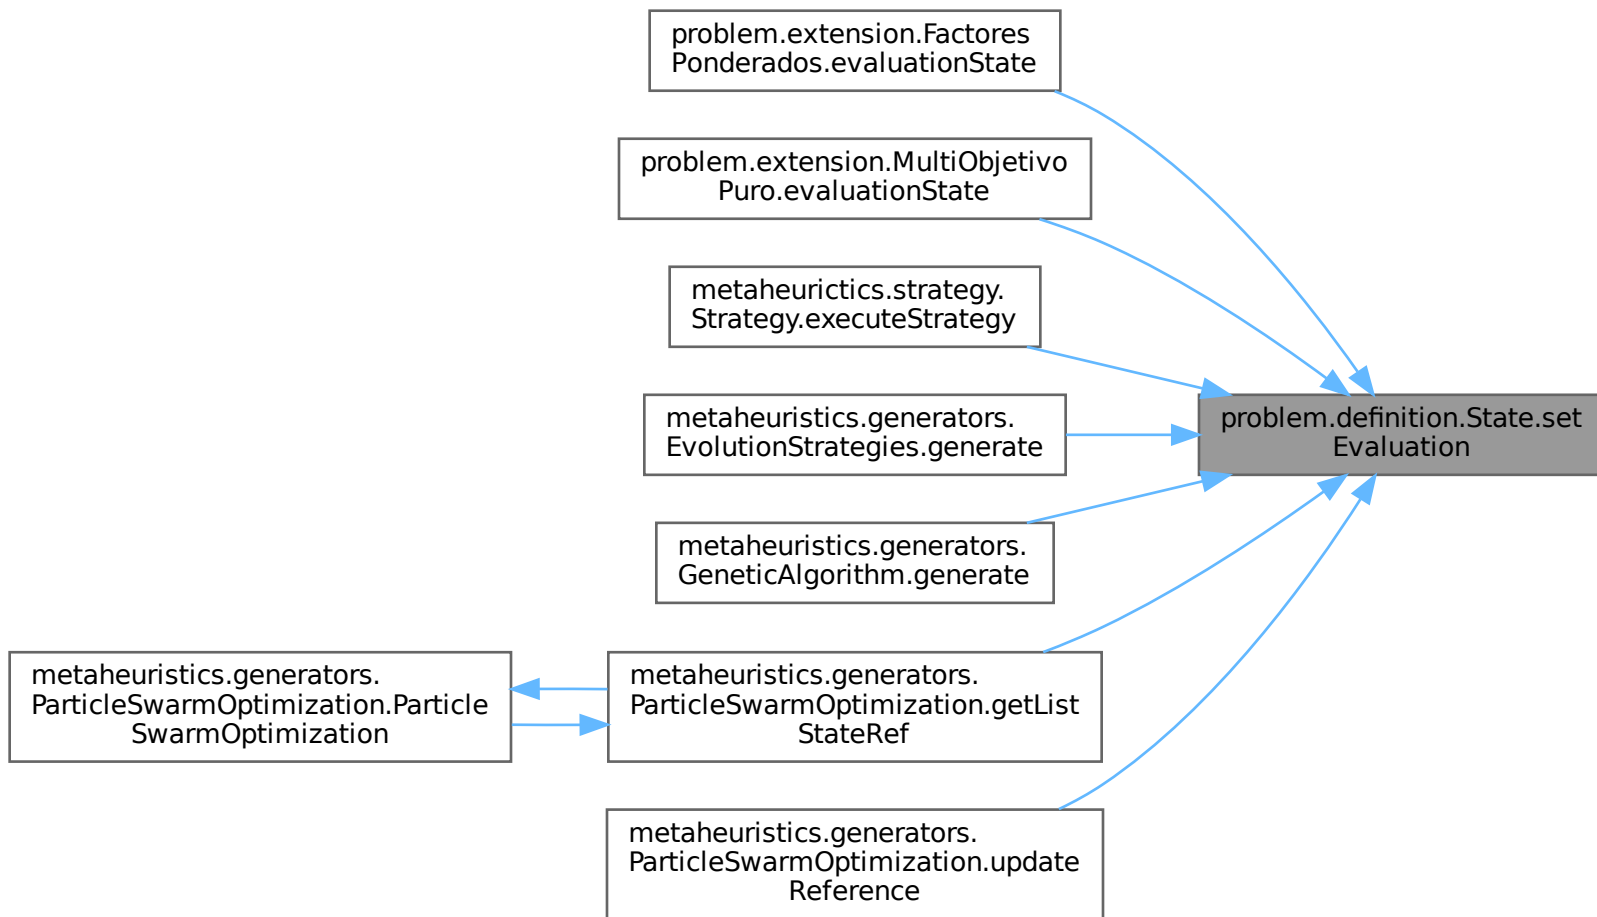 problem.extension.Factores
Ponderados.evaluationState
problem.extension.MultiObjetivo
Puro.evaluationState
metaheurictics.strategy.
Strategy.executeStrategy
metaheuristics.generators.
EvolutionStrategies.generate
problem.definition.State.set
Evaluation
metaheuristics.generators.
GeneticAlgorithm.generate
metaheuristics.generators.
ParticleSwarmOptimization.Particle
SwarmOptimization
metaheuristics.generators.
ParticleSwarmOptimization.getList
StateRef
metaheuristics.generators.
ParticleSwarmOptimization.update
Reference